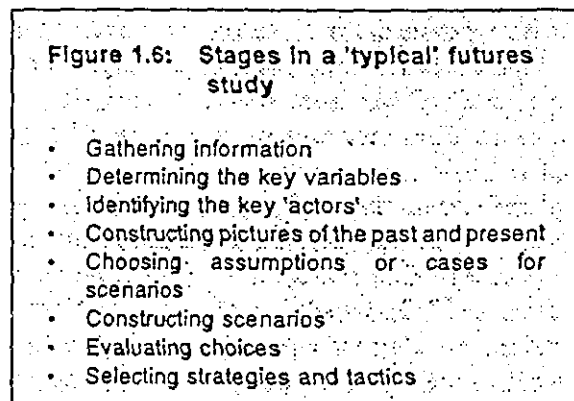 Figure 1.6: Stages in a 'typical' futures
study
• Gathering information
• Determining the key variables
• Identifying the key 'actors'
• Constructing pictures of the past and present
• Choosing assumptions or cases for
scenarios
• Constructing scenarios
• Evaluating choices
• Selecting strategies and tactics